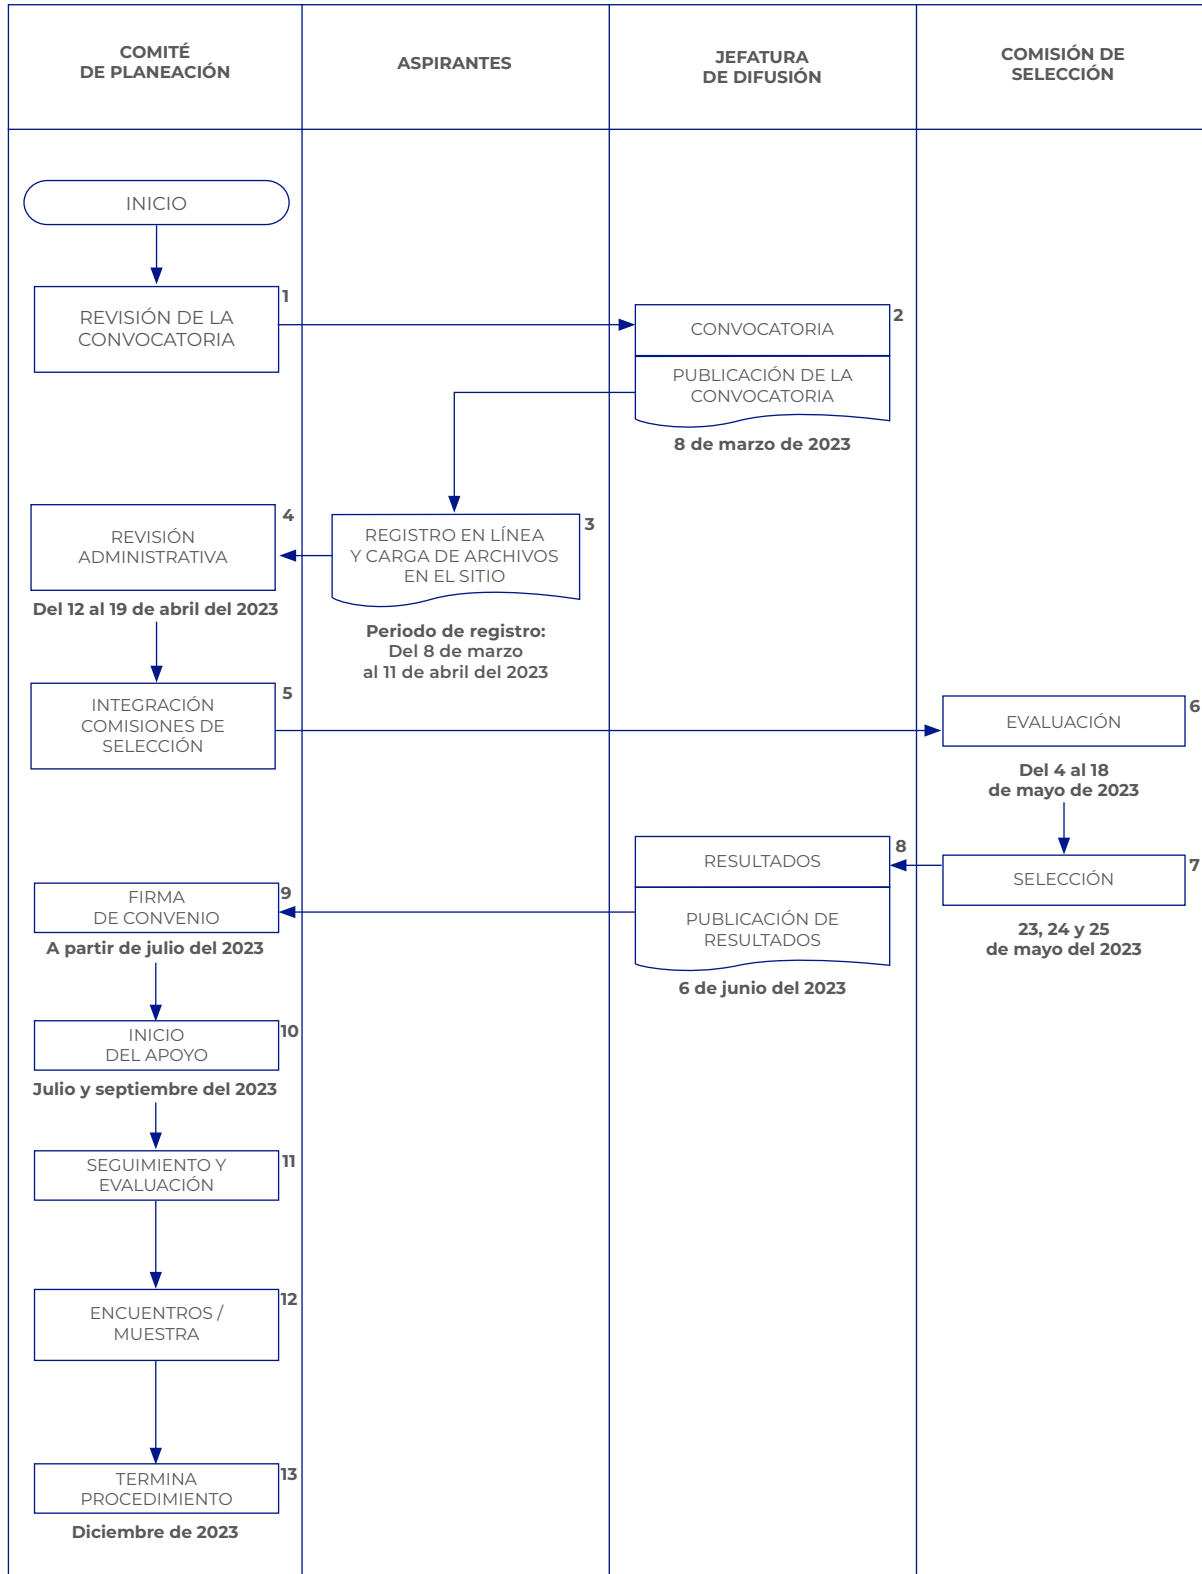 COMITÉ
DE PLANEACIÓN
ASPIRANTES
JEFATURA
DE DIFUSIÓN
COMISIÓN DE
SELECCIÓN
INICIO
1
REVISIÓN DE LA
CONVOCATORIA
2
CONVOCATORIA
PUBLICACIÓN DE LA
CONVOCATORIA
8 de marzo de 2023
3
REGISTRO EN LÍNEA
Y CARGA DE ARCHIVOS
EN EL SITIO
Periodo de registro:
Del 8 de marzo
al 11 de abril del 2023
4
REVISIÓN
ADMINISTRATIVA
Del 12 al 19 de abril del 2023
5
INTEGRACIÓN
COMISIONES DE
SELECCIÓN
6
EVALUACIÓN
Del 4 al 18
de mayo de 2023
7
SELECCIÓN
23, 24 y 25
de mayo del 2023
8
RESULTADOS
PUBLICACIÓN DE
RESULTADOS
6 de junio del 2023
9
FIRMA
DE CONVENIO
A partir de julio del 2023
10
INICIO
DEL APOYO
Julio y septiembre del 2023
11
SEGUIMIENTO Y
EVALUACIÓN
12
ENCUENTROS /
MUESTRA
13
TERMINA
PROCEDIMIENTO
Diciembre de 2023